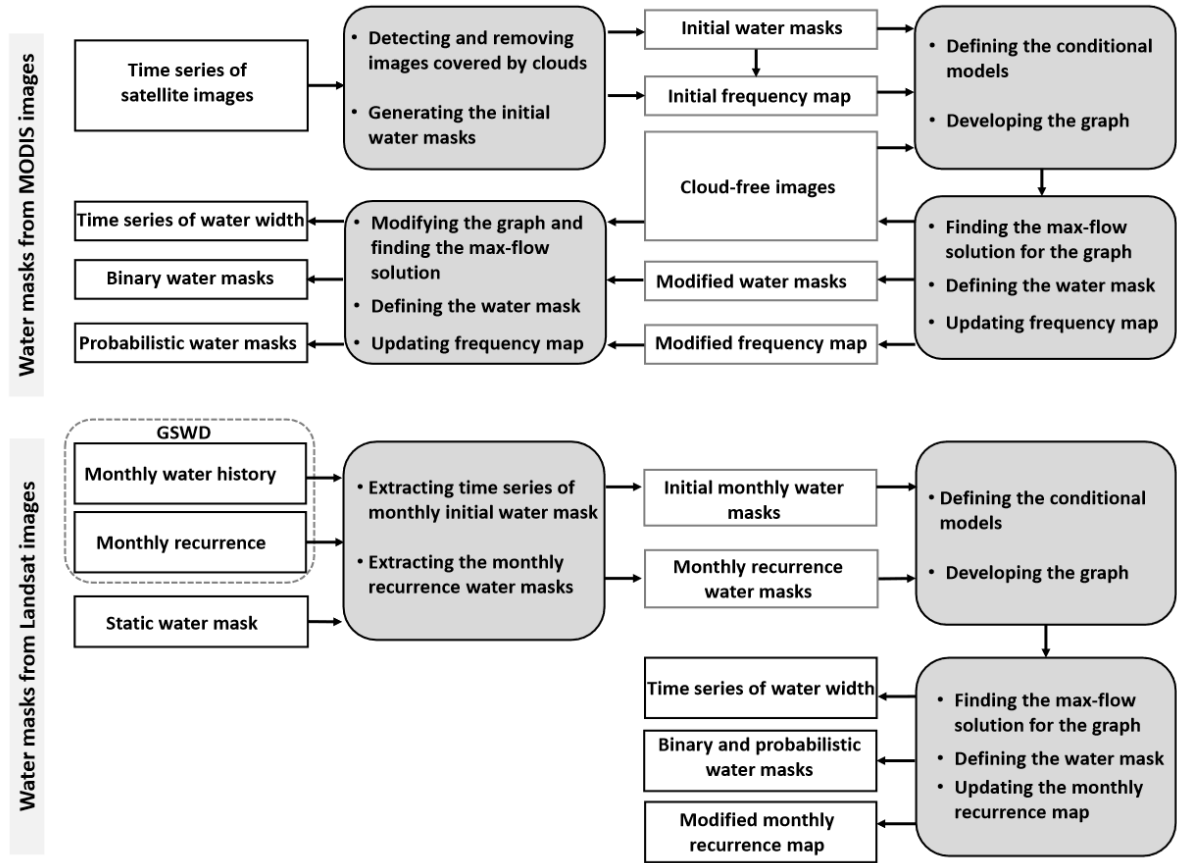 Water masks from MODIS images
Time series of
satellite images
• Detecting and removing
images covered by clouds
• Generating the initial
water masks
Initial water masks
Initial frequency map
Cloud-free images
• Defining the conditional
models
• Developing the graph
Time series of water width
Binary water masks
Probabilistic water masks
• Modifying the graph and
finding the max-flow
solution
• Defining the water mask
• Updating frequency map
Modified water masks
Modified frequency map
• Finding the max-flow
solution for the graph
• Defining the water mask
• Updating frequency map
Water masks from Landsat images
GSWD
Monthly water history
Monthly recurrence
Static water mask
• Extracting time series of
monthly initial water mask
• Extracting the monthly
recurrence water masks
Initial monthly water
masks
Monthly recurrence
water masks
• Defining the conditional
models
• Developing the graph
Time series of water width
Binary and probabilistic
water masks
Modified monthly
recurrence map
• Finding the max-flow
solution for the graph
• Defining the water mask
• Updating the monthly
recurrence map